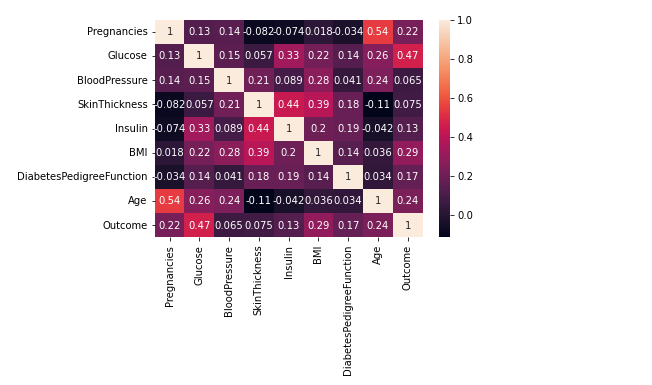 Pregnancies 1 0.13 0.14 -0.082 -0.074 0.018 -0.034 0.54 0.22
Glucose 0.13 1 0.15 0.057 0.33 0.22 0.14 0.26 0.47
BloodPressure 0.14 0.15 1 0.21 0.089 0.28 0.041 0.24 0.065
SkinThickness -0.082 0.057 0.21 1 0.44 0.39 0.18 -0.11 0.075
Insulin -0.074 0.33 0.089 0.44 1 0.2 0.19 -0.042 0.13
BMI 0.018 0.22 0.28 0.39 0.2 1 0.14 0.036 0.29
DiabetesPedigreeFunction -0.034 0.14 0.041 0.18 0.19 0.14 1 0.034 0.17
Age 0.54 0.26 0.24 -0.11 -0.042 0.036 0.034 1 0.24
Outcome 0.22 0.47 0.065 0.075 0.13 0.29 0.17 0.24 1
Pregnancies
Glucose
BloodPressure
SkinThickness
Insulin
BMI
DiabetesPedigreeFunction
Age
Outcome
1.0
0.8
0.6
0.4
0.2
0.0